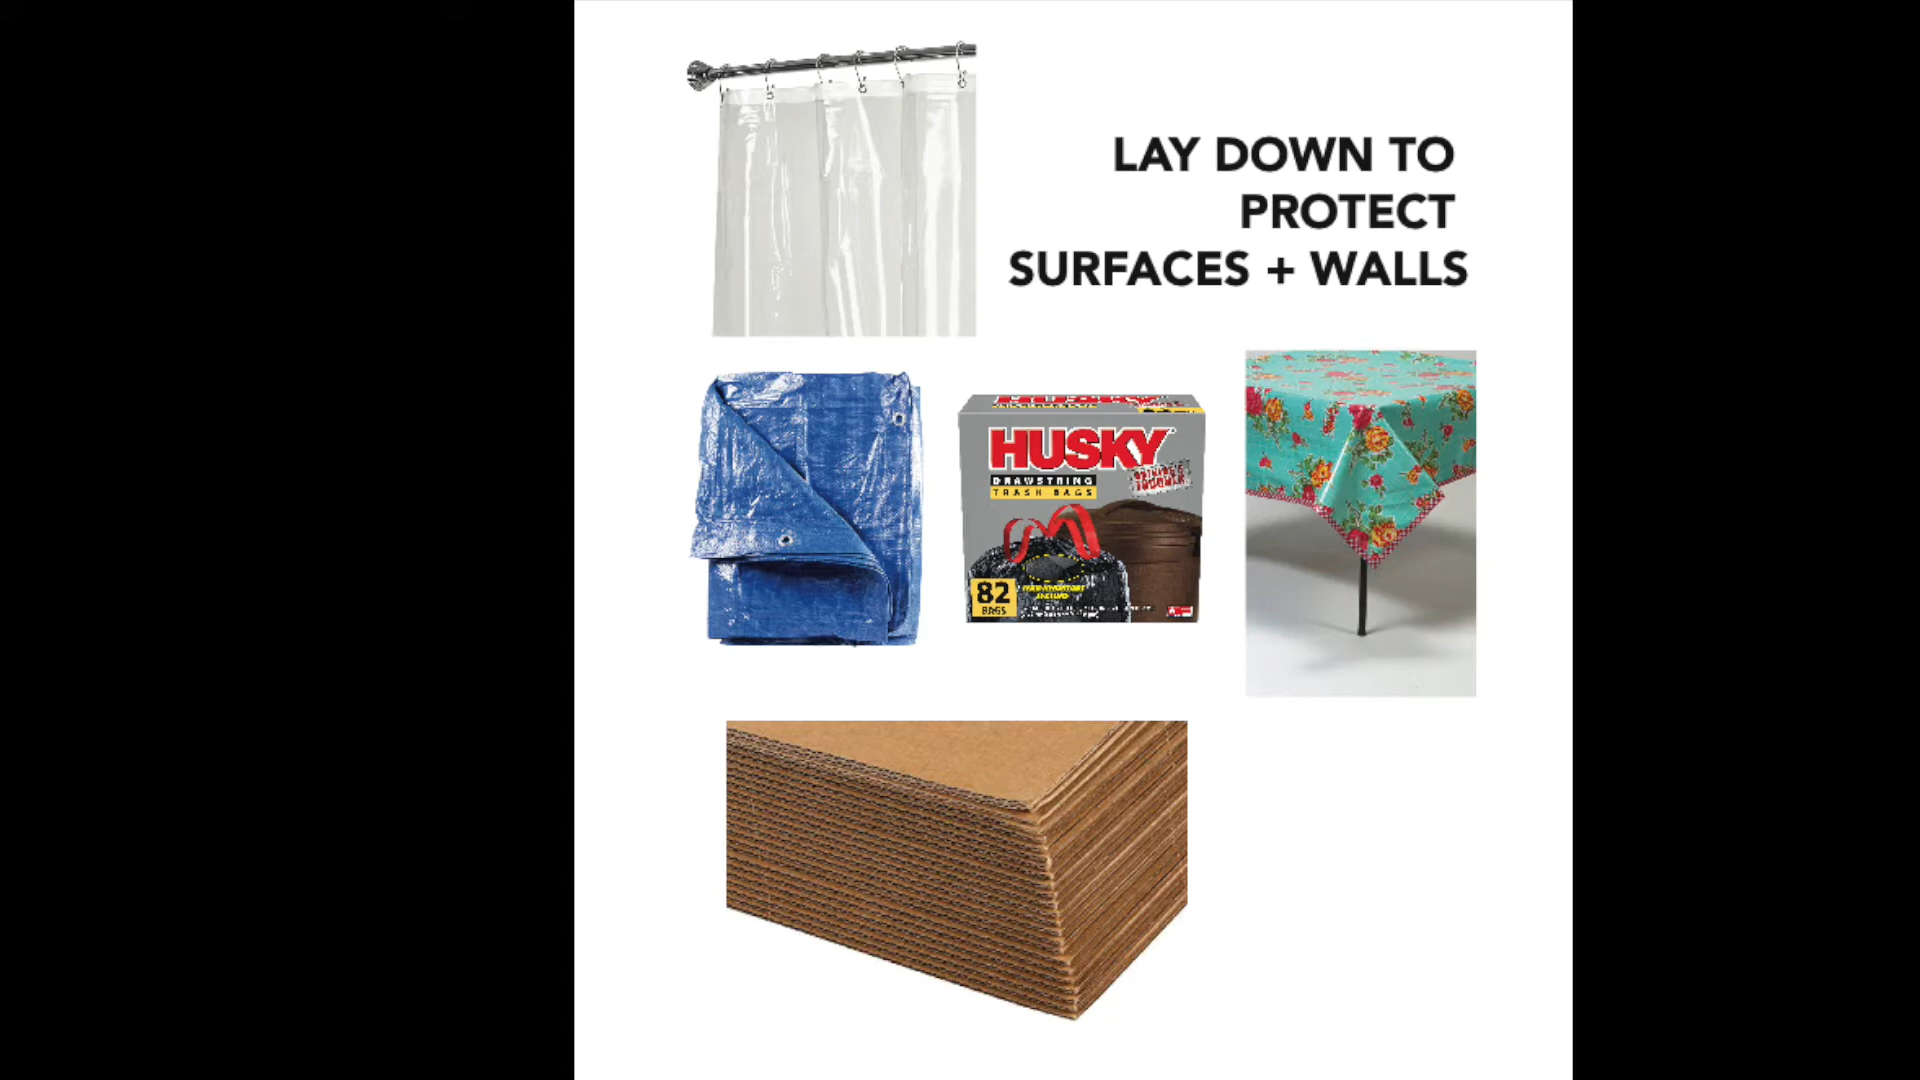 LAY DOWN TO
PROTECT
SURFACES + WALLS
HUSKY
DRAWSTRING
TRASH BAGS
82
BAGS